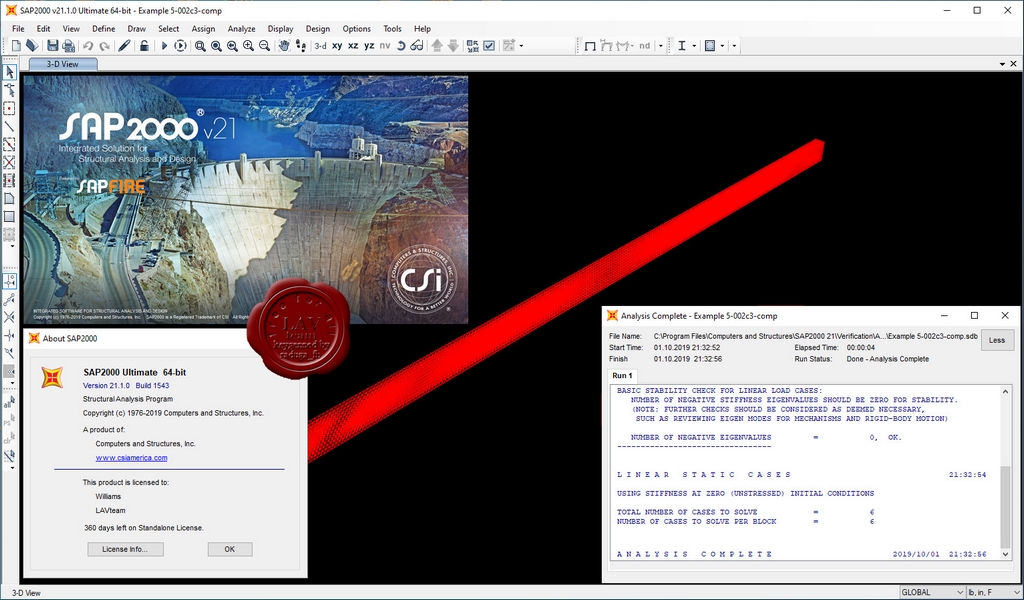 SAP2000 v21.1.0 Ultimate 64-bit - Example 5-002c3-comp
File Edit View Define Draw Select Assign Analyze Display Design Options Tools Help
3-d xy xz yz nv
nd
3-D View
SAP2000® v21
Integrated Solution for
Structural Analysis and Design
SAPFIRE
COMPUTERS & STRUCTURES, INC.
CSi
TECHNOLOGY FOR A BETTER WORLD
INTEGRATED SOFTWARE FOR STRUCTURAL ANALYSIS AND DESIGN
Copyright (c) 1976-2019 Computers and Structures, Inc. SAP2000 is a Registered Trademark of CSI All Rights
LAV
About SAP2000
SAP2000 Ultimate 64-bit
Version 21.1.0 Build 1543
Structural Analysis Program
Copyright (c) 1976-2019 Computers and Structures, Inc.
A product of:
Computers and Structures, Inc.
www.csiamerica.com
This product is licensed to:
Williams
LAVteam
360 days left on Standalone License.
License Info...
OK
Analysis Complete - Example 5-002c3-comp
File Name: C:\Program Files\Computers and Structures\SAP2000 21\Verification\A...\Example 5-002c3-comp.sdb
Start Time: 01.10.2019 21:32:52 Elapsed Time: 00:00:04
Finish 01.10.2019 21:32:56 Run Status: Done - Analysis Complete
Less
Run 1
BASIC STABILITY CHECK FOR LINEAR LOAD CASES:
NUMBER OF NEGATIVE STIFFNESS EIGENVALUES SHOULD BE ZERO FOR STABILITY.
(NOTE: FURTHER CHECKS SHOULD BE CONSIDERED AS DEEMED NECESSARY,
SUCH AS REVIEWING EIGEN MODES FOR MECHANISMS AND RIGID-BODY MOTION)
NUMBER OF NEGATIVE EIGENVALUES = 0, OK.
---------------------------------
L I N E A R   S T A T I C   C A S E S 21:32:54
USING STIFFNESS AT ZERO (UNSTRESSED) INITIAL CONDITIONS
TOTAL NUMBER OF CASES TO SOLVE = 6
NUMBER OF CASES TO SOLVE PER BLOCK = 6
A N A L Y S I S   C O M P L E T E 2019/10/01 21:32:56
3-D View
GLOBAL
lb, in, F